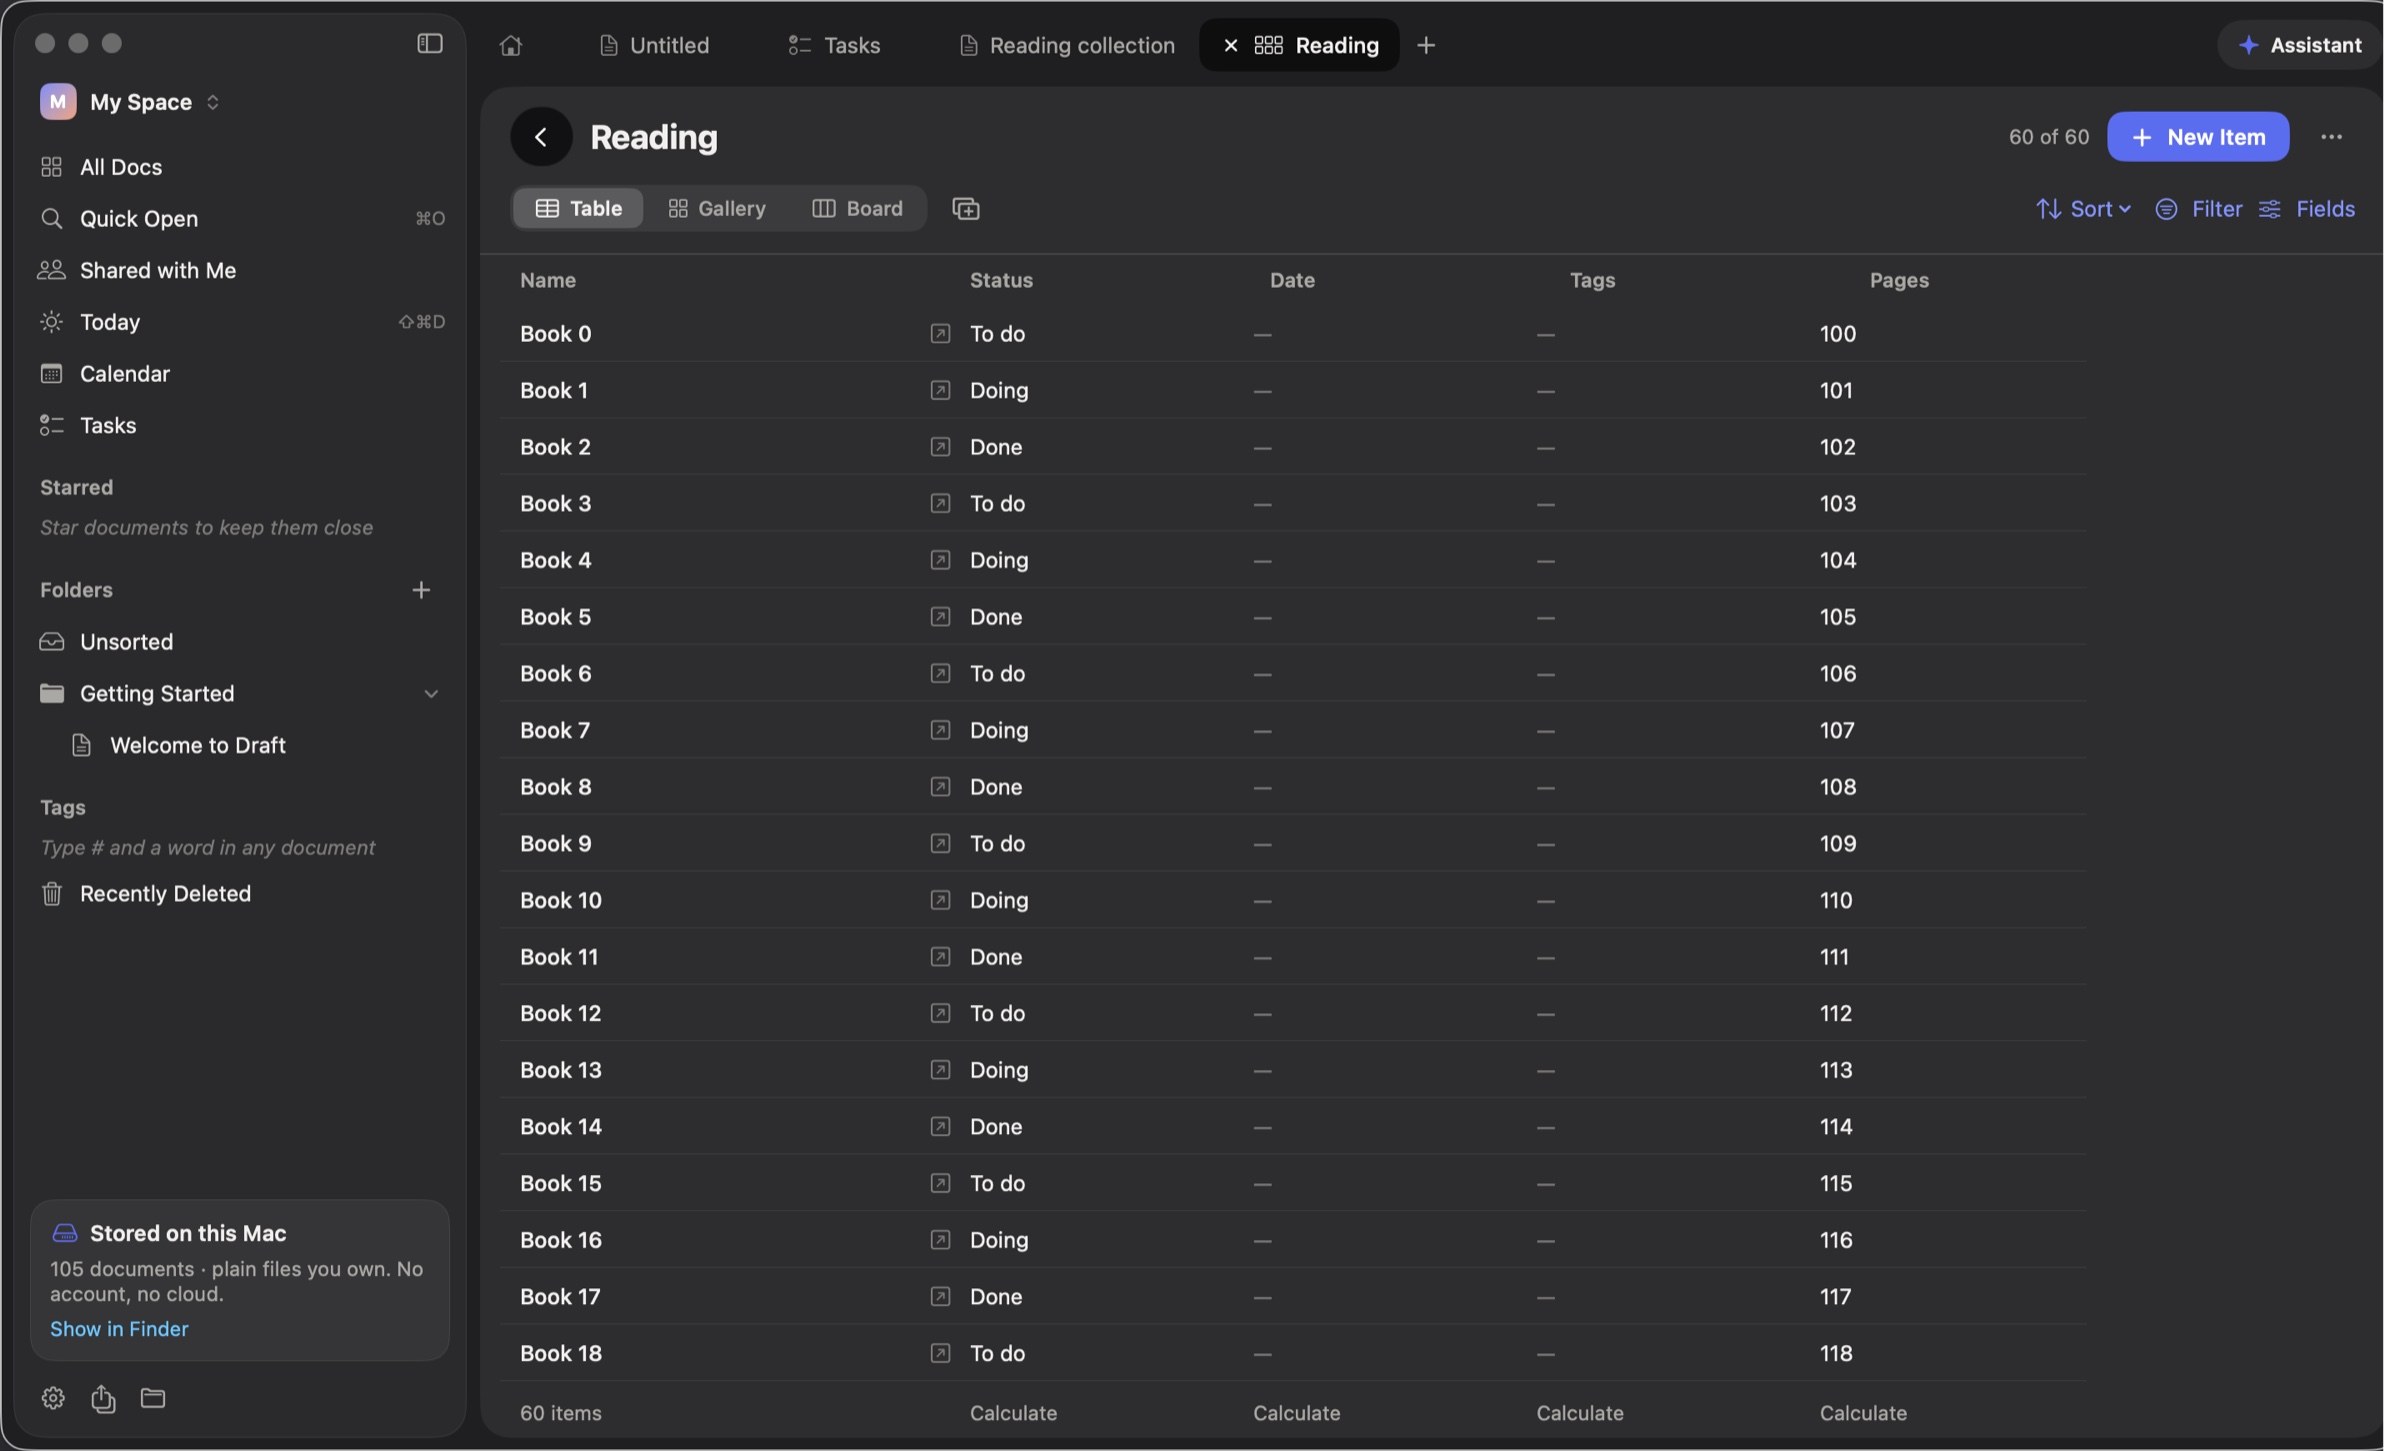 Untitled
Tasks
Reading collection
Reading
Assistant
M My Space
All Docs
Quick Open ⌘O
Shared with Me
Today ⇧⌘D
Calendar
Tasks
Starred
Star documents to keep them close
Folders
Unsorted
Getting Started
Welcome to Draft
Tags
Type # and a word in any document
Recently Deleted
Stored on this Mac
105 documents · plain files you own. No
account, no cloud.
Show in Finder
Reading
60 of 60
New Item
Table Gallery Board
Sort Filter Fields
Name Status Date Tags Pages
Book 0 To do — — 100
Book 1 Doing — — 101
Book 2 Done — — 102
Book 3 To do — — 103
Book 4 Doing — — 104
Book 5 Done — — 105
Book 6 To do — — 106
Book 7 Doing — — 107
Book 8 Done — — 108
Book 9 To do — — 109
Book 10 Doing — — 110
Book 11 Done — — 111
Book 12 To do — — 112
Book 13 Doing — — 113
Book 14 Done — — 114
Book 15 To do — — 115
Book 16 Doing — — 116
Book 17 Done — — 117
Book 18 To do — — 118
60 items Calculate Calculate Calculate Calculate